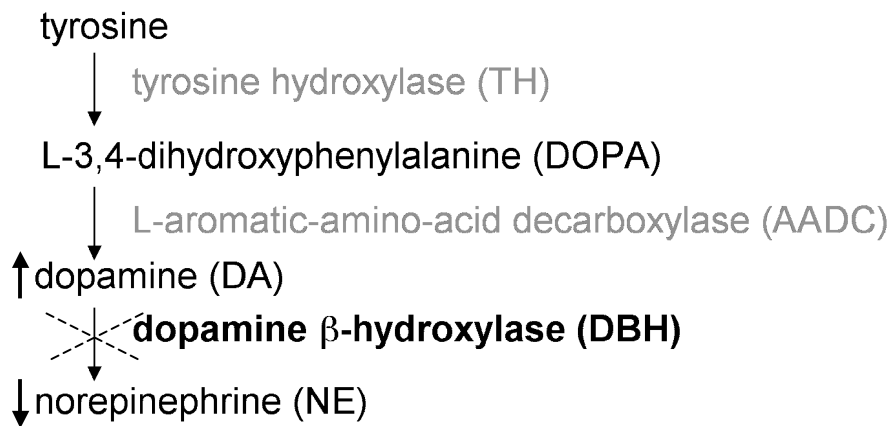 tyrosine
tyrosine hydroxylase (TH)
L-3,4-dihydroxyphenylalanine (DOPA)
L-aromatic-amino-acid decarboxylase (AADC)
dopamine (DA)
dopamine β-hydroxylase (DBH)
norepinephrine (NE)